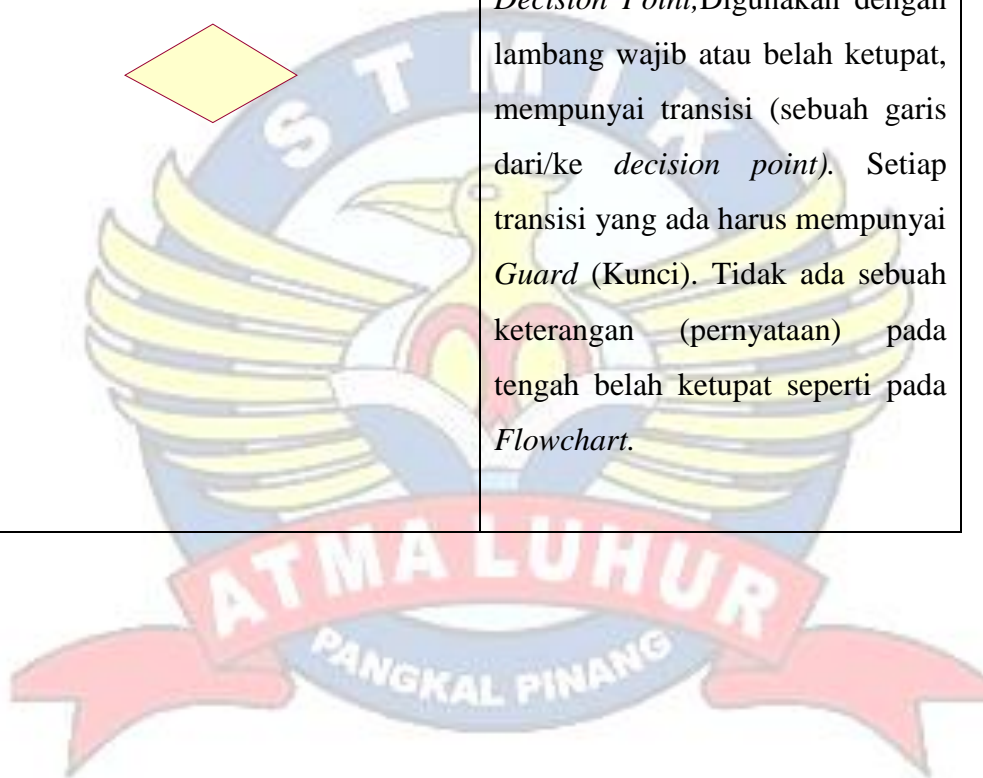 Decision Point,Digunakan dengan
lambang wajib atau belah ketupat,
mempunyai transisi (sebuah garis
dari/ke decision point). Setiap
transisi yang ada harus mempunyai
Guard (Kunci). Tidak ada sebuah
keterangan (pernyataan) pada
tengah belah ketupat seperti pada
Flowchart.
STMIK
ATMA LUHUR
PANGKAL PINANG